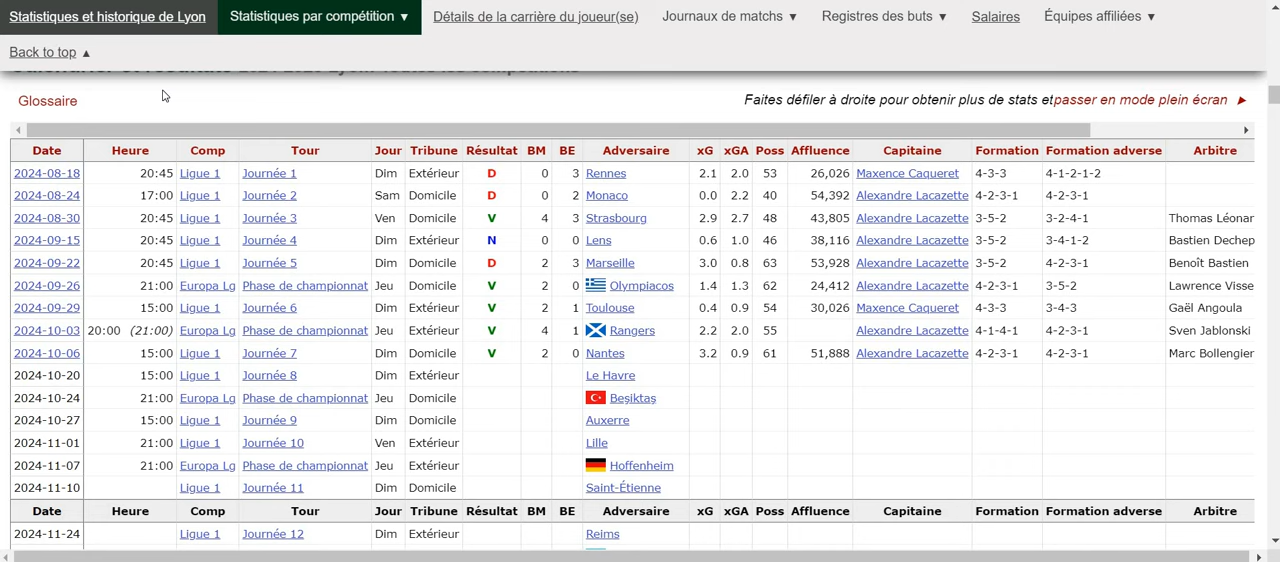 Statistiques et historique de Lyon Statistiques par compétition ▼ Détails de la carrière du joueur(se) Journaux de matchs ▼ Registres des buts ▼ Salaires Équipes affiliées ▼
Back to top ▲
Glossaire Faites défiler à droite pour obtenir plus de stats etpasser en mode plein écran ►
Date Heure Comp Tour Jour Tribune Résultat BM BE Adversaire xG xGA Poss Affluence Capitaine Formation Formation adverse Arbitre
2024-08-18 20:45 Ligue 1 Journée 1 Dim Extérieur D 0 3 Rennes 2.1 2.0 53 26,026 Maxence Caqueret 4-3-3 4-1-2-1-2
2024-08-24 17:00 Ligue 1 Journée 2 Sam Domicile D 0 2 Monaco 0.0 2.2 40 54,392 Alexandre Lacazette 4-2-3-1 4-2-3-1
2024-08-30 20:45 Ligue 1 Journée 3 Ven Domicile V 4 3 Strasbourg 2.9 2.7 48 43,805 Alexandre Lacazette 3-5-2 3-2-4-1 Thomas Léonar
2024-09-15 20:45 Ligue 1 Journée 4 Dim Extérieur N 0 0 Lens 0.6 1.0 46 38,116 Alexandre Lacazette 3-5-2 3-4-1-2 Bastien Dechep
2024-09-22 20:45 Ligue 1 Journée 5 Dim Domicile D 2 3 Marseille 3.0 0.8 63 53,928 Alexandre Lacazette 3-5-2 4-2-3-1 Benoît Bastien
2024-09-26 21:00 Europa Lg Phase de championnat Jeu Domicile V 2 0 Olympiacos 1.4 1.3 62 24,412 Alexandre Lacazette 4-2-3-1 3-5-2 Lawrence Visse
2024-09-29 15:00 Ligue 1 Journée 6 Dim Extérieur V 2 1 Toulouse 0.4 0.9 54 30,026 Maxence Caqueret 4-3-3 3-4-3 Gaël Angoula
2024-10-03 20:00 (21:00) Europa Lg Phase de championnat Jeu Extérieur V 4 1 Rangers 2.2 2.0 55 Alexandre Lacazette 4-1-4-1 4-2-3-1 Sven Jablonski
2024-10-06 15:00 Ligue 1 Journée 7 Dim Domicile V 2 0 Nantes 3.2 0.9 61 51,888 Alexandre Lacazette 4-2-3-1 4-2-3-1 Marc Bollengier
2024-10-20 15:00 Ligue 1 Journée 8 Dim Extérieur Le Havre
2024-10-24 21:00 Europa Lg Phase de championnat Jeu Domicile Beşiktaş
2024-10-27 15:00 Ligue 1 Journée 9 Dim Domicile Auxerre
2024-11-01 21:00 Ligue 1 Journée 10 Ven Extérieur Lille
2024-11-07 21:00 Europa Lg Phase de championnat Jeu Extérieur Hoffenheim
2024-11-10 Ligue 1 Journée 11 Dim Domicile Saint-Étienne
Date Heure Comp Tour Jour Tribune Résultat BM BE Adversaire xG xGA Poss Affluence Capitaine Formation Formation adverse Arbitre
2024-11-24 Ligue 1 Journée 12 Dim Extérieur Reims